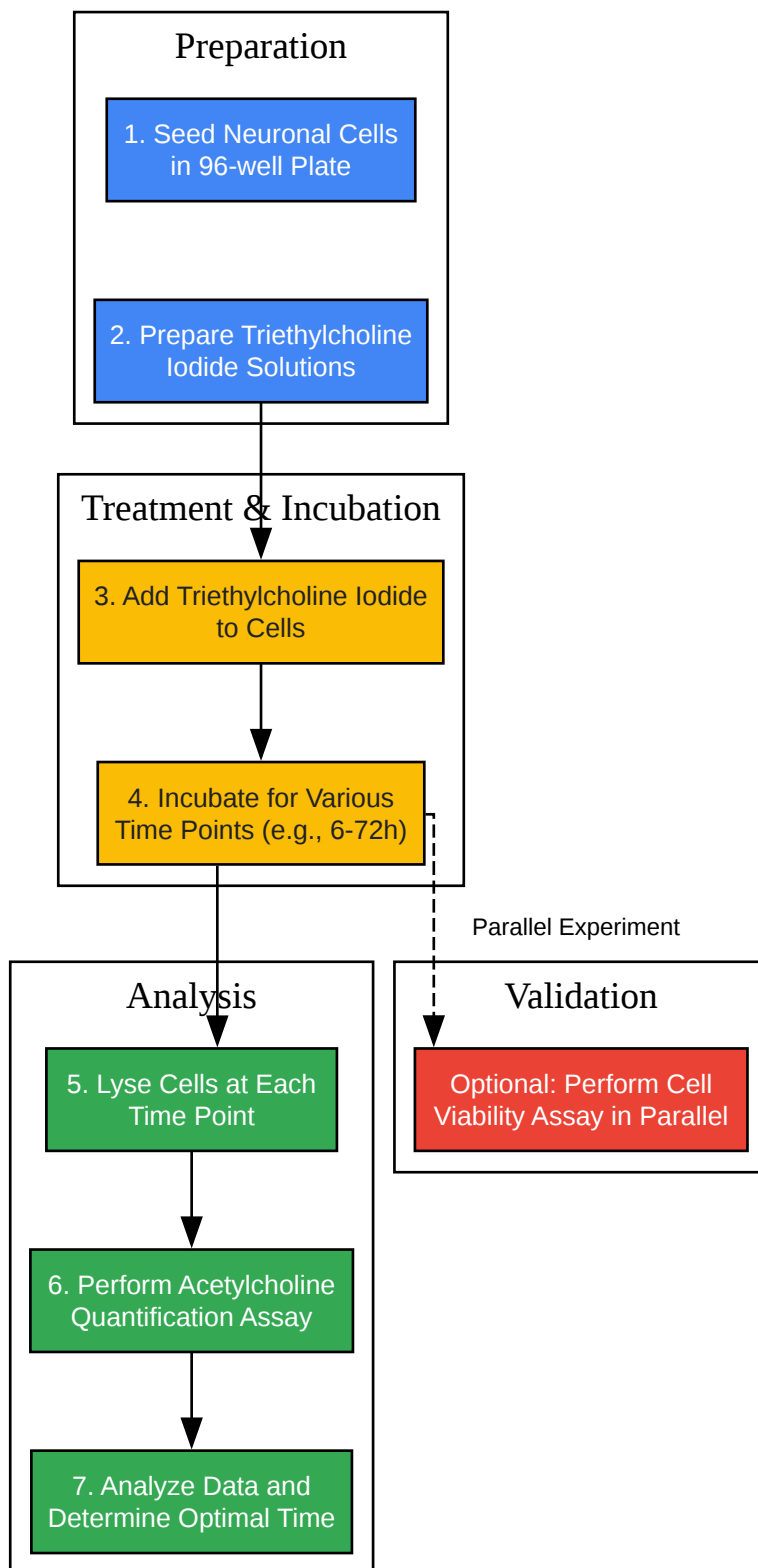 Preparation
1. Seed Neuronal Cells
in 96-well Plate
2. Prepare Triethylcholine
Iodide Solutions
Treatment & Incubation
3. Add Triethylcholine Iodide
to Cells
4. Incubate for Various
Time Points (e.g., 6-72h)
Parallel Experiment
Analysis
5. Lyse Cells at Each
Time Point
6. Perform Acetylcholine
Quantification Assay
7. Analyze Data and
Determine Optimal Time
Validation
Optional: Perform Cell
Viability Assay in Parallel